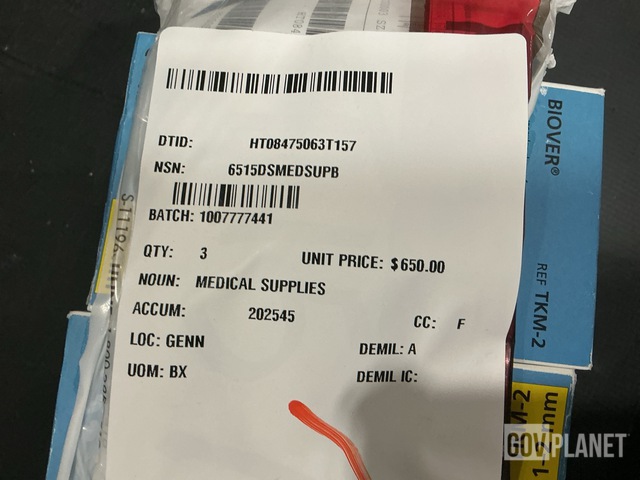 DTID: HT08475063T157
NSN: 6515DSMEDSUPB
BATCH: 1007777441
QTY: 3 UNIT PRICE: $650.00
NOUN: MEDICAL SUPPLIES
ACCUM: 202545
CC: F
LOC: GENN
DEMIL: A
UOM: BX
DEMIL IC:
BIOVER®
REF TKM-2
GOVPLANET